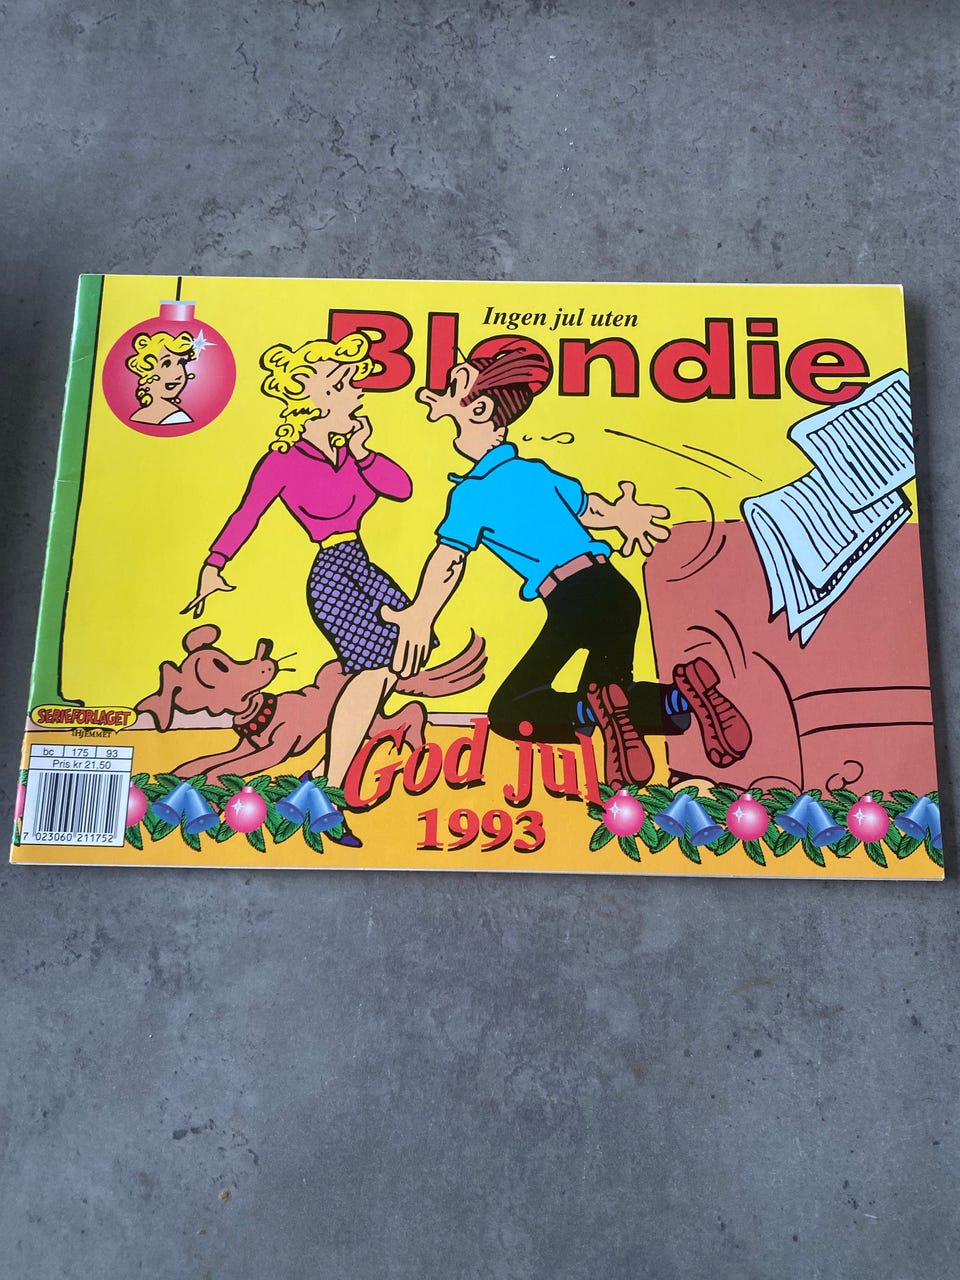 Ingen jul uten
Blondie
SERIEFORLAGET
HJEMMET
bc 175 93
Pris kr 21,50
7 023060 211752
God jul
1993